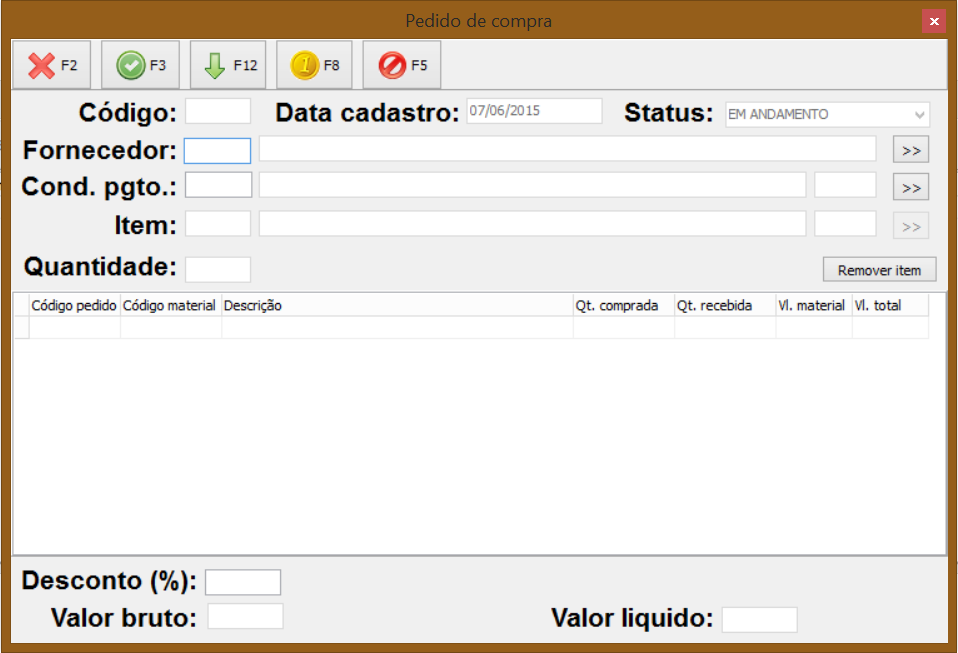 Pedido de compra
F2 F3 F12 F8 F5
Código: Data cadastro: 07/06/2015 Status: EM ANDAMENTO
Fornecedor: >>
Cond. pgto.: >>
Item: >>
Quantidade: Remover item
Código pedido Código material Descrição Qt. comprada Qt. recebida Vl. material Vl. total
Desconto (%):
Valor bruto: Valor liquido: